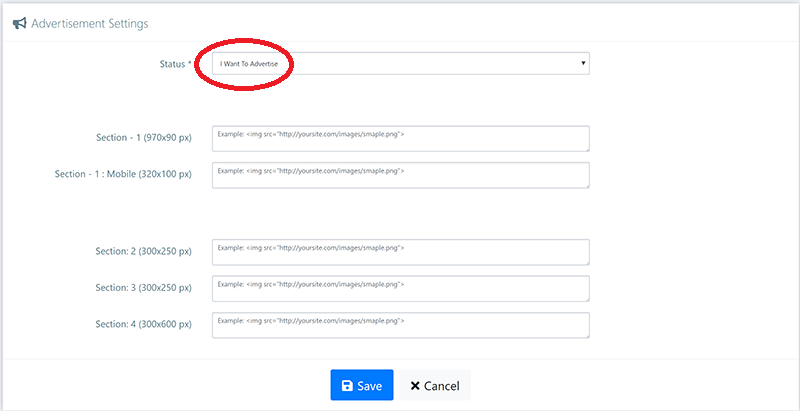 Advertisement Settings
Status * I Want To Advertise
Section - 1 (970x90 px) Example: <img src="http://yoursite.com/images/smaple.png">
Section - 1 : Mobile (320x100 px) Example: <img src="http://yoursite.com/images/smaple.png">
Section: 2 (300x250 px) Example: <img src="http://yoursite.com/images/smaple.png">
Section: 3 (300x250 px) Example: <img src="http://yoursite.com/images/smaple.png">
Section: 4 (300x600 px) Example: <img src="http://yoursite.com/images/smaple.png">
Save Cancel